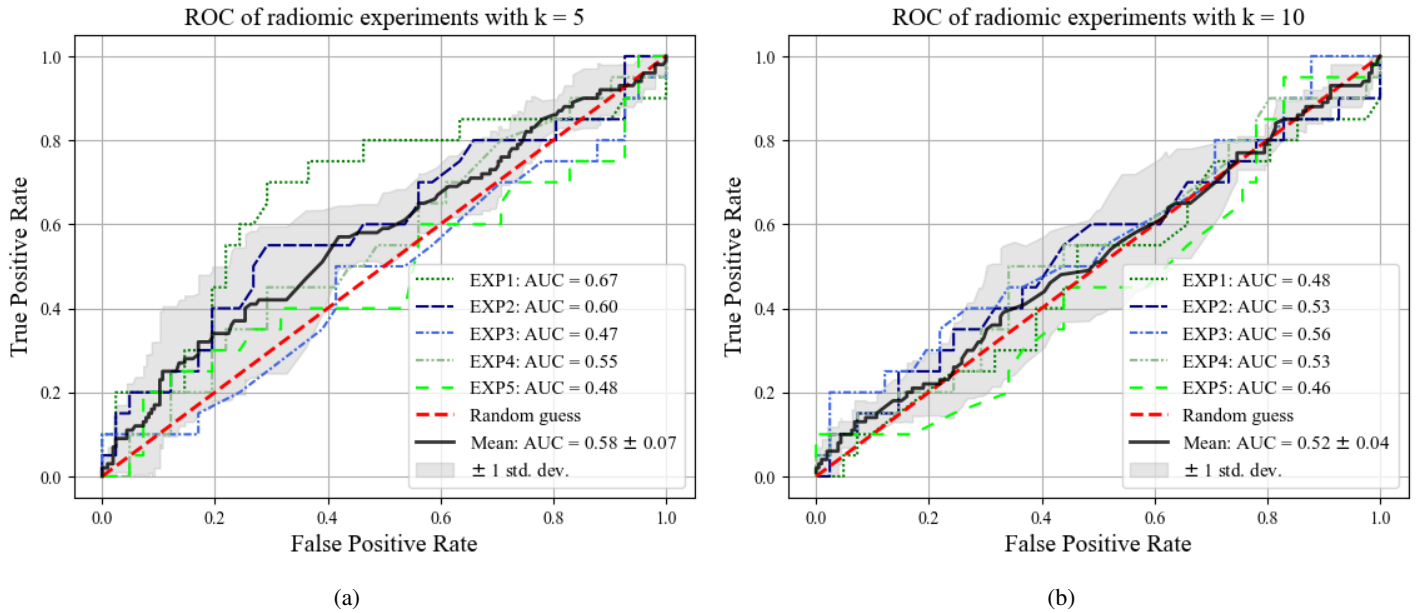 ROC of radiomic experiments with k = 5
1.0
0.8
0.6
0.4
0.2
0.0
True Positive Rate
EXP1: AUC = 0.67
EXP2: AUC = 0.60
EXP3: AUC = 0.47
EXP4: AUC = 0.55
EXP5: AUC = 0.48
Random guess
Mean: AUC = 0.58 ± 0.07
± 1 std. dev.
0.0 0.2 0.4 0.6 0.8 1.0
False Positive Rate
(a)
ROC of radiomic experiments with k = 10
1.0
0.8
0.6
0.4
0.2
0.0
True Positive Rate
EXP1: AUC = 0.48
EXP2: AUC = 0.53
EXP3: AUC = 0.56
EXP4: AUC = 0.53
EXP5: AUC = 0.46
Random guess
Mean: AUC = 0.52 ± 0.04
± 1 std. dev.
0.0 0.2 0.4 0.6 0.8 1.0
False Positive Rate
(b)